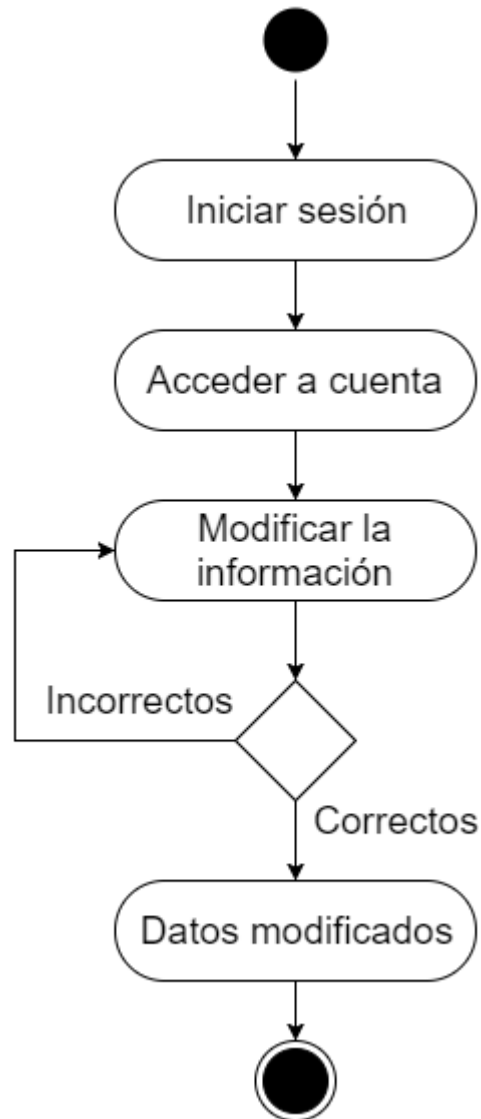 Iniciar sesión
Acceder a cuenta
Modificar la
información
Incorrectos
Correctos
Datos modificados